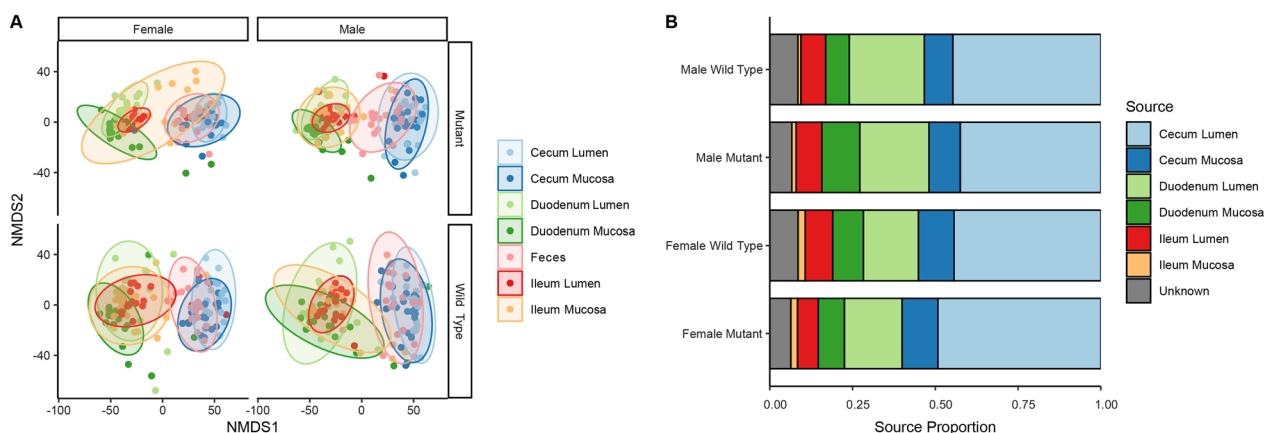 A
Female
Male
40
0
-40
Mutant
40
0
-40
Wild Type
-100
-50
0
50
-100
-50
0
50
NMDS1
NMDS2
Cecum Lumen
Cecum Mucosa
Duodenum Lumen
Duodenum Mucosa
Feces
Ileum Lumen
Ileum Mucosa
B
Male Wild Type
Male Mutant
Female Wild Type
Female Mutant
0.00
0.25
0.50
0.75
1.00
Source Proportion
Source
Cecum Lumen
Cecum Mucosa
Duodenum Lumen
Duodenum Mucosa
Ileum Lumen
Ileum Mucosa
Unknown